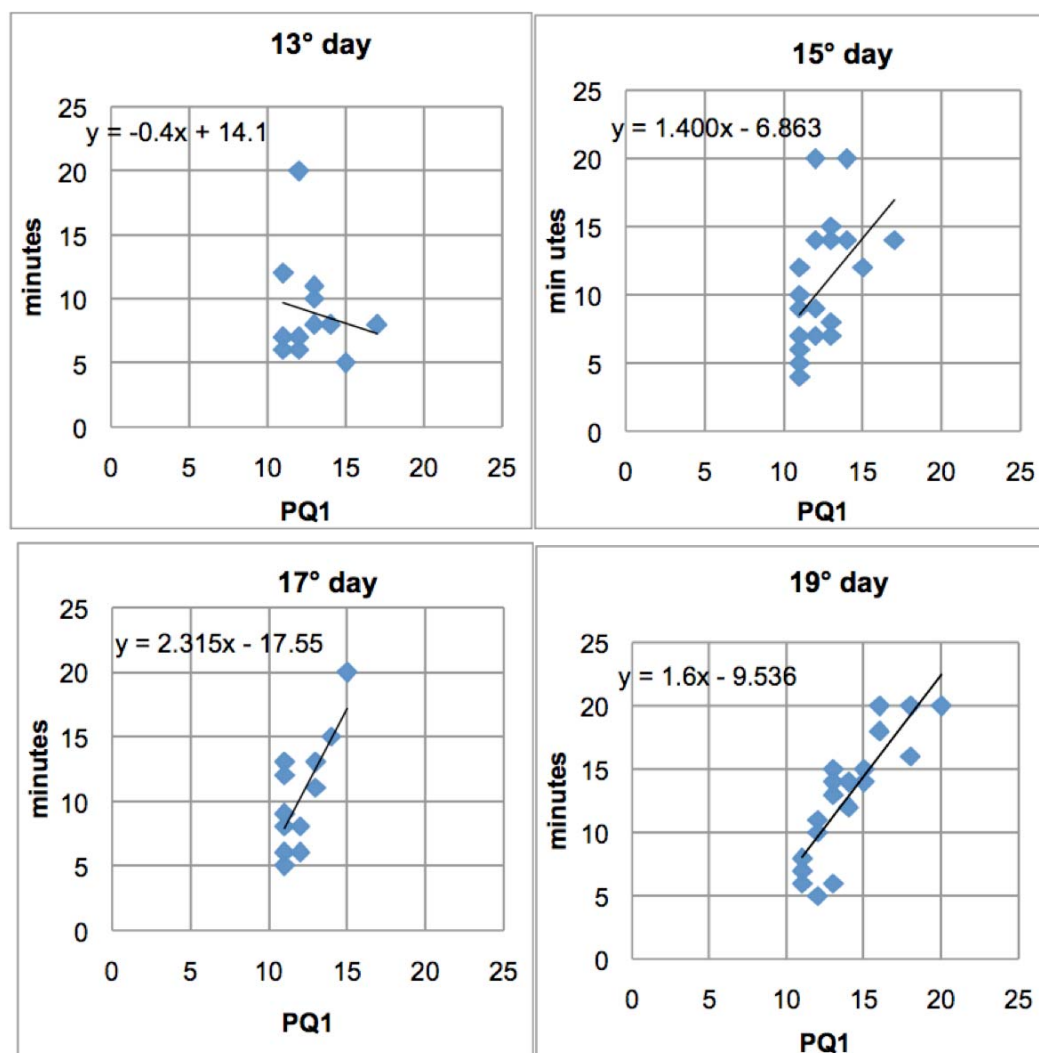 13° day
25
y = -0.4x + 14.1
20
15
10
5
0
minutes
0 5 10 15 20 25
PQ1
15° day
25
y = 1.400x - 6.863
20
15
10
5
0
min utes
0 5 10 15 20 25
PQ1
17° day
25
y = 2.315x - 17.55
20
15
10
5
0
minutes
0 5 10 15 20 25
PQ1
19° day
25
y = 1.6x - 9.536
20
15
10
5
0
minutes
0 5 10 15 20 25
PQ1